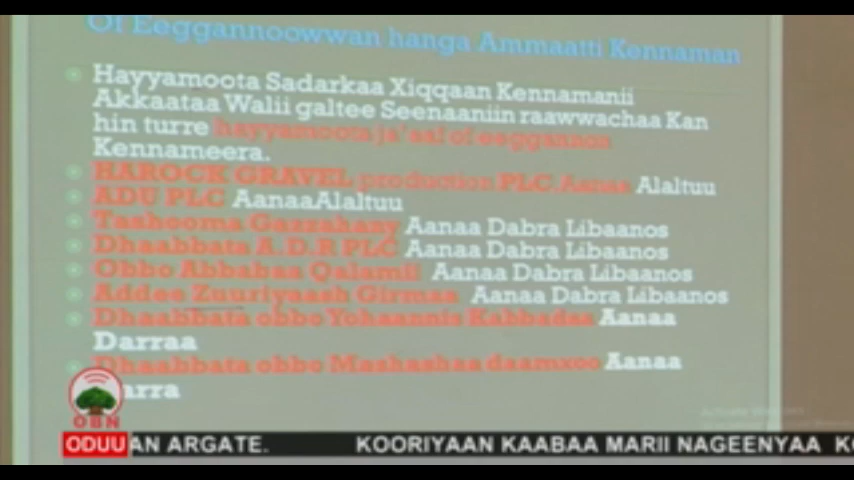 Of Eeggannoowwan hanga Ammaatti Kennaman
Hayyamoota Sadarkaa Xiqqaan Kennamanii
Akkaataa Walii galtee Seenaaniin raawwachaa Kan
hin turre hayyamoota ja'aal of eeggannoo
Kennameera.
HAROCK GRAVEL production PLC. Aanaa Alaltuu
ADU PLC AanaaAlaltuu
Tashooma Gazzahany Aanaa Dabra Libaanos
Dhaabbata A.D.R PLC Aanaa Dabra Libaanos
Obbo Abbabaa Qalamii Aanaa Dabra Libaanos
Addee Zuuriyaash Girmaa Aanaa Dabra Libaanos
Dhaabbata obbo Yohaannis Kabbadaa Aanaa
Darraa
Dhaabbata obbo Mashashaa daamxoo Aanaa
arra
OBN
ODUU AN ARGATE. KOORIYAAN KAABAA MARII NAGEENYAA